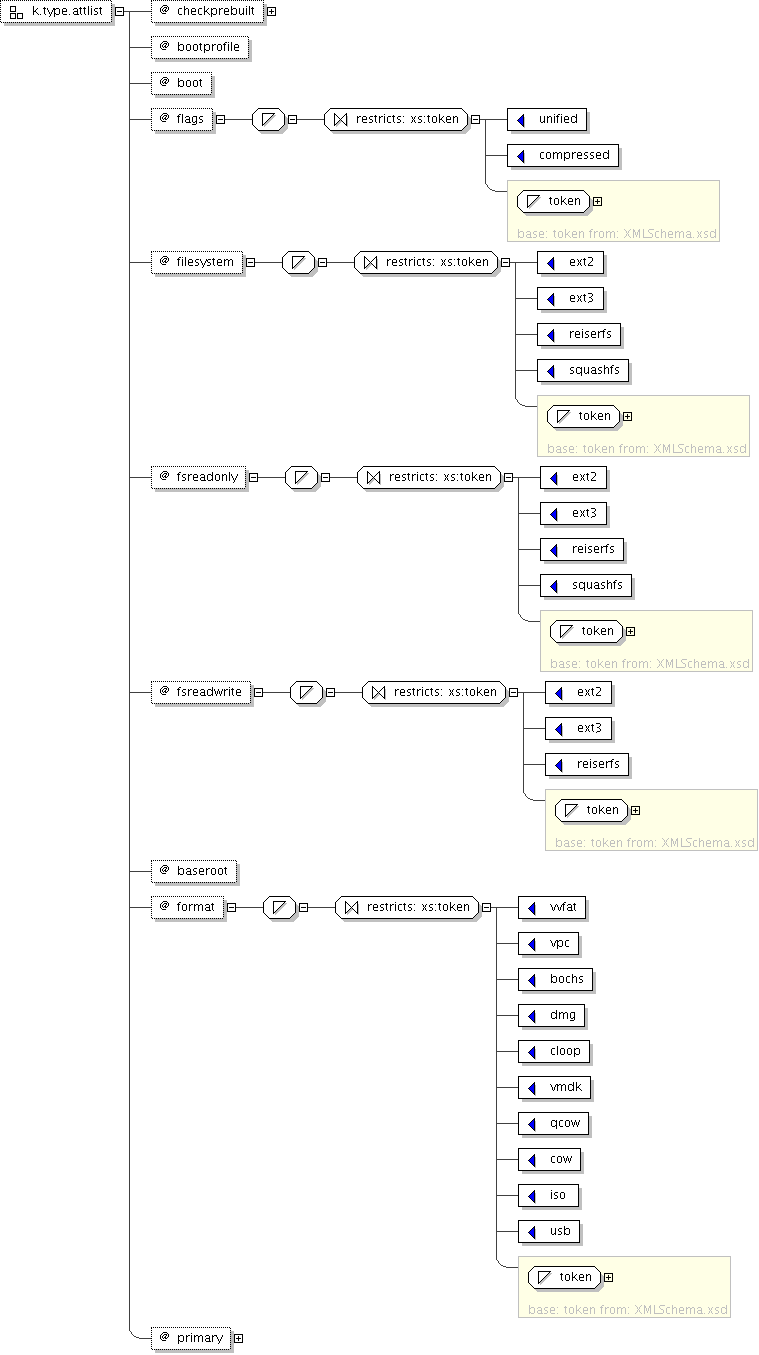 k.type.attlist
@ checkprebuilt
@ bootprofile
@ boot
@ flags restricts: xs:token unified
compressed
token
base: token from: XMLSchema.xsd
@ filesystem restricts: xs:token ext2
ext3
reiserfs
squashfs
token
base: token from: XMLSchema.xsd
@ fsreadonly restricts: xs:token ext2
ext3
reiserfs
squashfs
token
base: token from: XMLSchema.xsd
@ fsreadwrite restricts: xs:token ext2
ext3
reiserfs
token
base: token from: XMLSchema.xsd
@ baseroot
@ format restricts: xs:token vvfat
vpc
bochs
dmg
cloop
vmdk
qcow
cow
iso
usb
token
base: token from: XMLSchema.xsd
@ primary